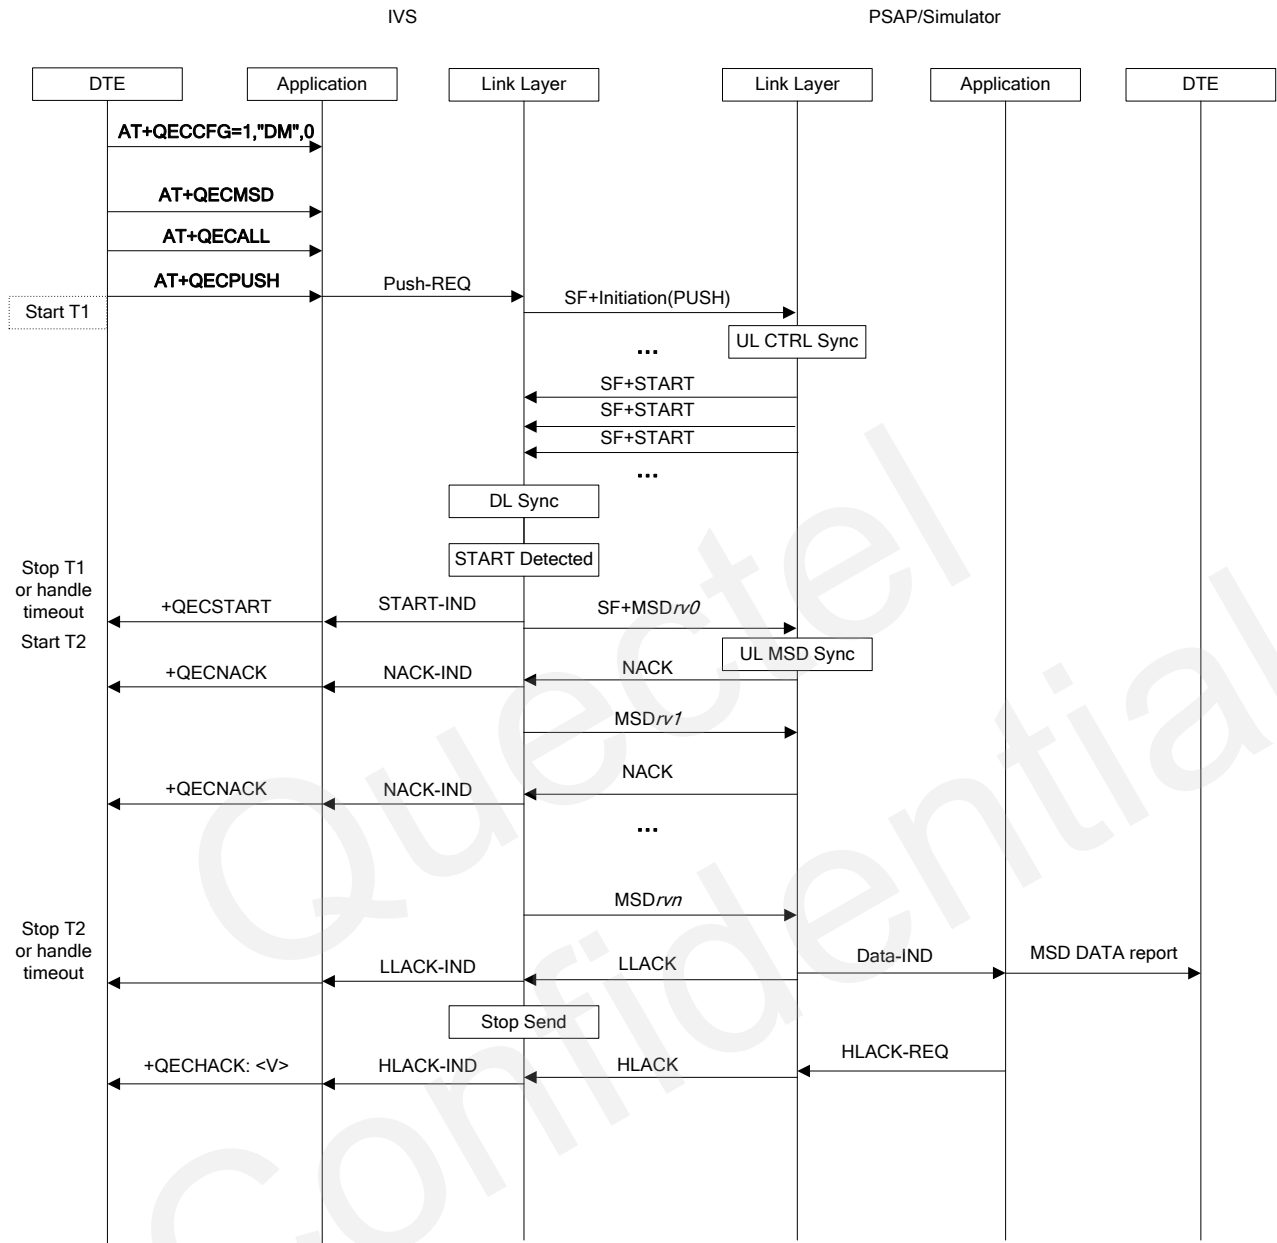 IVS
PSAP/Simulator
DTE
Application
Link Layer
Link Layer
Application
DTE
AT+QECCFG=1,"DM",0
AT+QECMSD
AT+QECALL
AT+QECPUSH
Push-REQ
SF+Initiation(PUSH)
Start T1
UL CTRL Sync
...
SF+START
SF+START
SF+START
...
DL Sync
START Detected
Stop T1
or handle
timeout
+QECSTART
START-IND
SF+MSDrv0
Start T2
UL MSD Sync
+QECNACK
NACK-IND
NACK
MSDrv1
+QECNACK
NACK-IND
NACK
...
MSDrvn
Stop T2
or handle
timeout
LLACK-IND
LLACK
Data-IND
MSD DATA report
Stop Send
+QECHACK: <V>
HLACK-IND
HLACK
HLACK-REQ
Quectel
Confidential